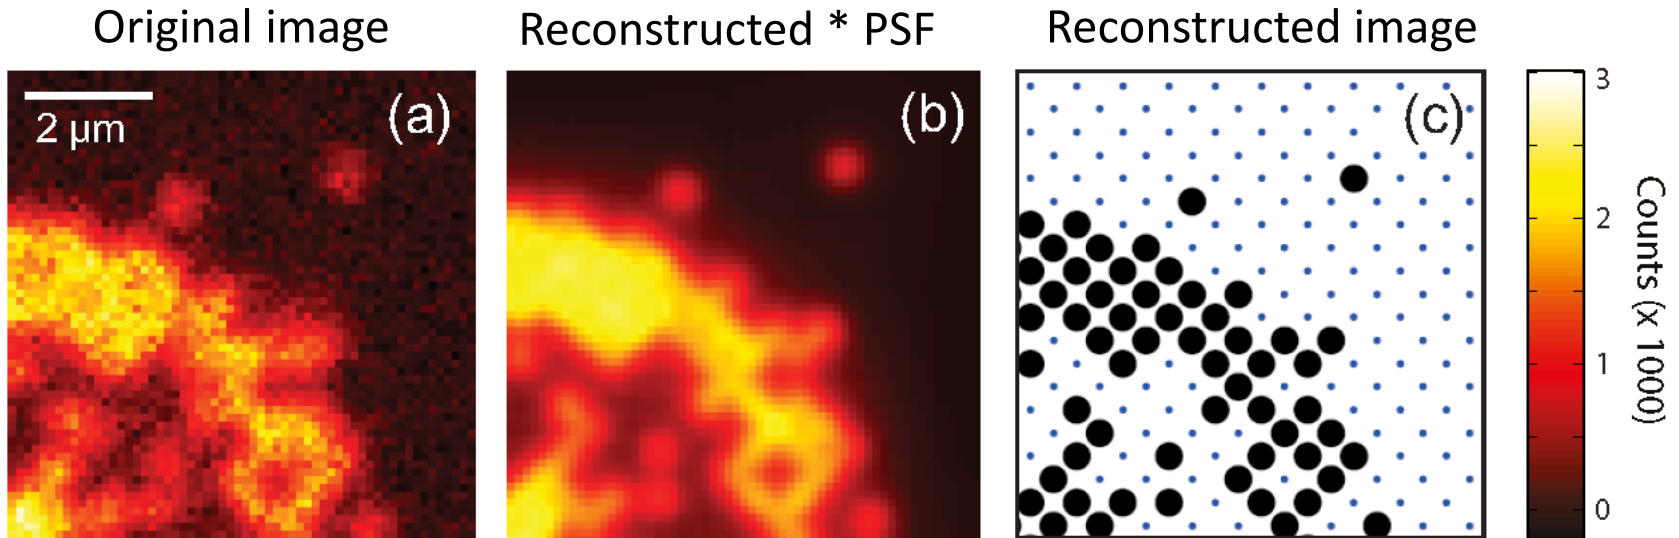 Original image
Reconstructed * PSF
Reconstructed image
2 μm
(a)
(b)
(c)
3
2
1
0
Counts (x 1000)